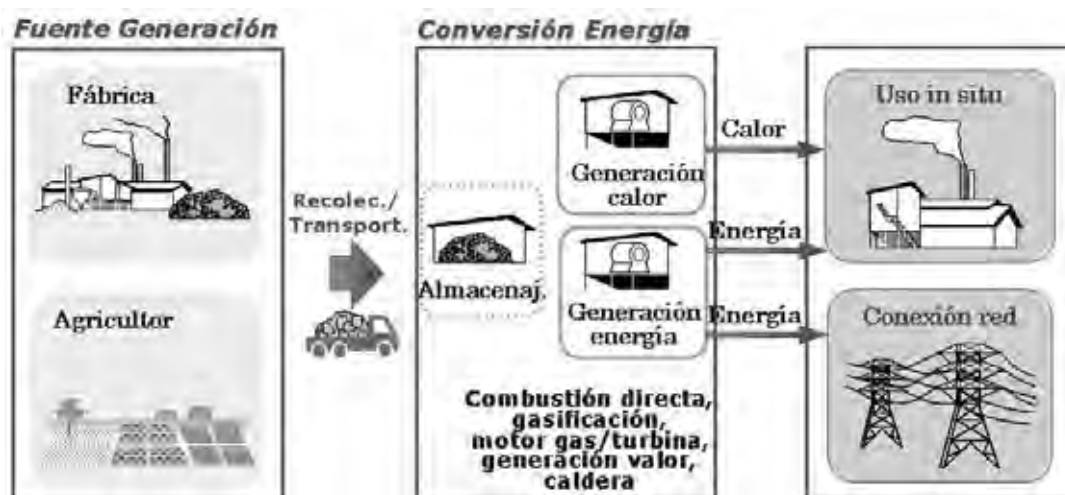 Fuente Generación
Fábrica
Agricultor
Recolec./
Transport.
Conversión Energía
Almacenaj.
Generación
calor
Generación
energía
Combustión directa,
gasificación,
motor gas/turbina,
generación valor,
caldera
Calor
Energía
Energía
Uso in situ
Conexión red